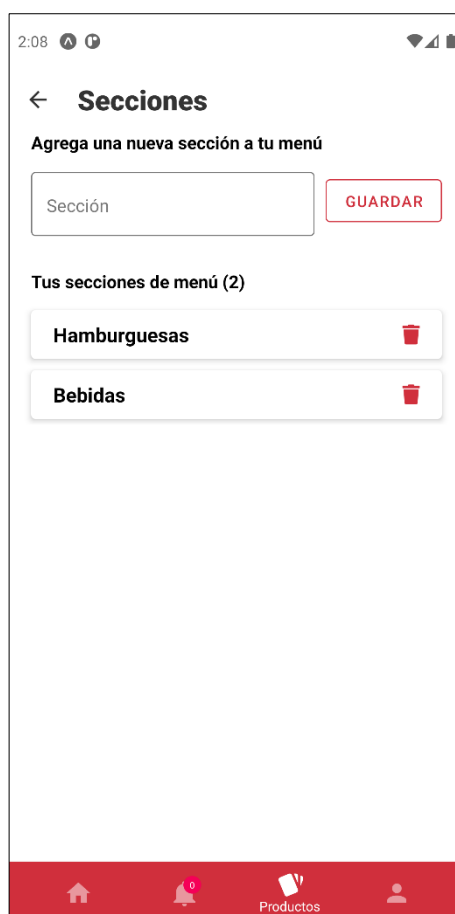 2:08
Secciones
Agrega una nueva sección a tu menú
Sección
GUARDAR
Tus secciones de menú (2)
Hamburguesas
Bebidas
0
Productos